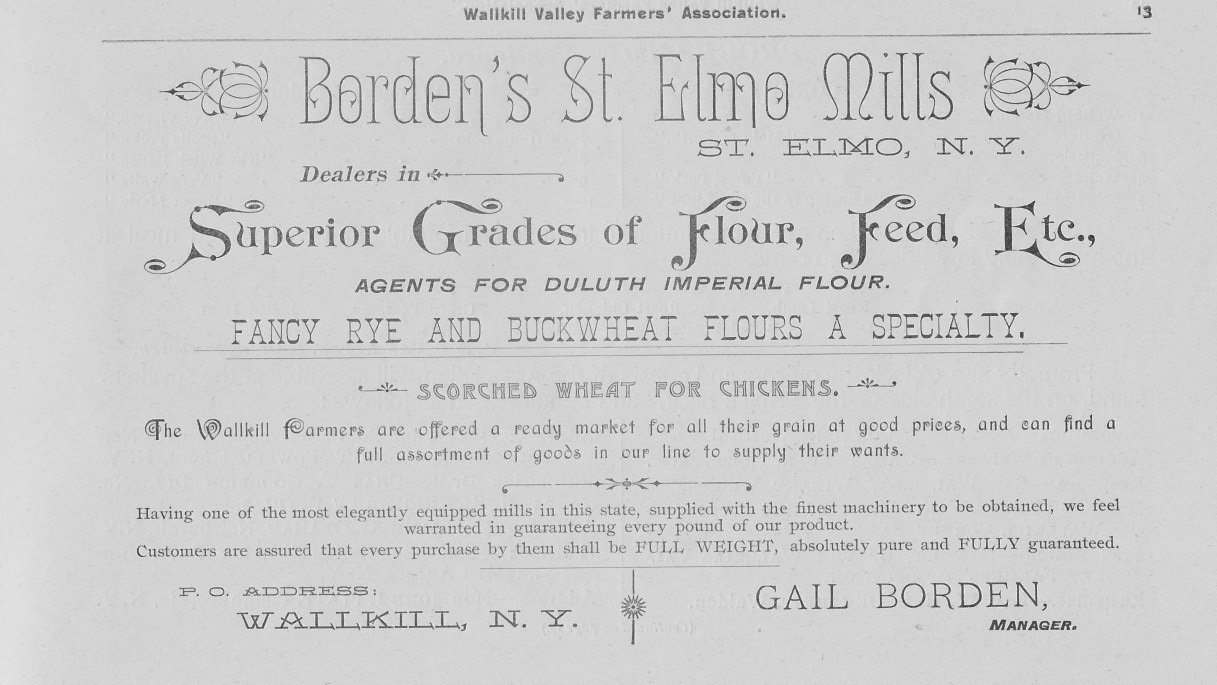 Wallkill Valley Farmers' Association. 13
Borden's St. Elmo Mills
ST. ELMO, N. Y.
Dealers in
Superior Grades of Flour, Feed, Etc.,
AGENTS FOR DULUTH IMPERIAL FLOUR.
FANCY RYE AND BUCKWHEAT FLOURS A SPECIALTY.
SCORCHED WHEAT FOR CHICKENS.
The Wallkill Farmers are offered a ready market for all their grain at good prices, and can find a
full assortment of goods in our line to supply their wants.
Having one of the most elegantly equipped mills in this state, supplied with the finest machinery to be obtained, we feel
warranted in guaranteeing every pound of our product.
Customers are assured that every purchase by them shall be FULL WEIGHT, absolutely pure and FULLY guaranteed.
P. O. ADDRESS:
WALLKILL, N. Y.
GAIL BORDEN,
MANAGER.